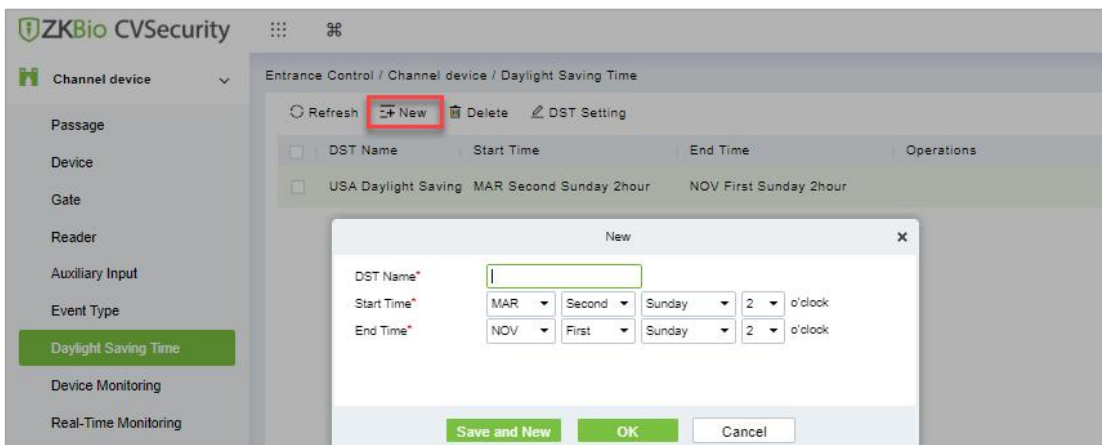 ZKBio CVSecurity
Channel device
Passage
Device
Gate
Reader
Auxiliary Input
Event Type
Daylight Saving Time
Device Monitoring
Real-Time Monitoring
Entrance Control / Channel device / Daylight Saving Time
Refresh New Delete DST Setting
DST Name Start Time End Time Operations
USA Daylight Saving MAR Second Sunday 2hour NOV First Sunday 2hour
New
DST Name*
Start Time* MAR Second Sunday 2 o'clock
End Time* NOV First Sunday 2 o'clock
Save and New OK Cancel